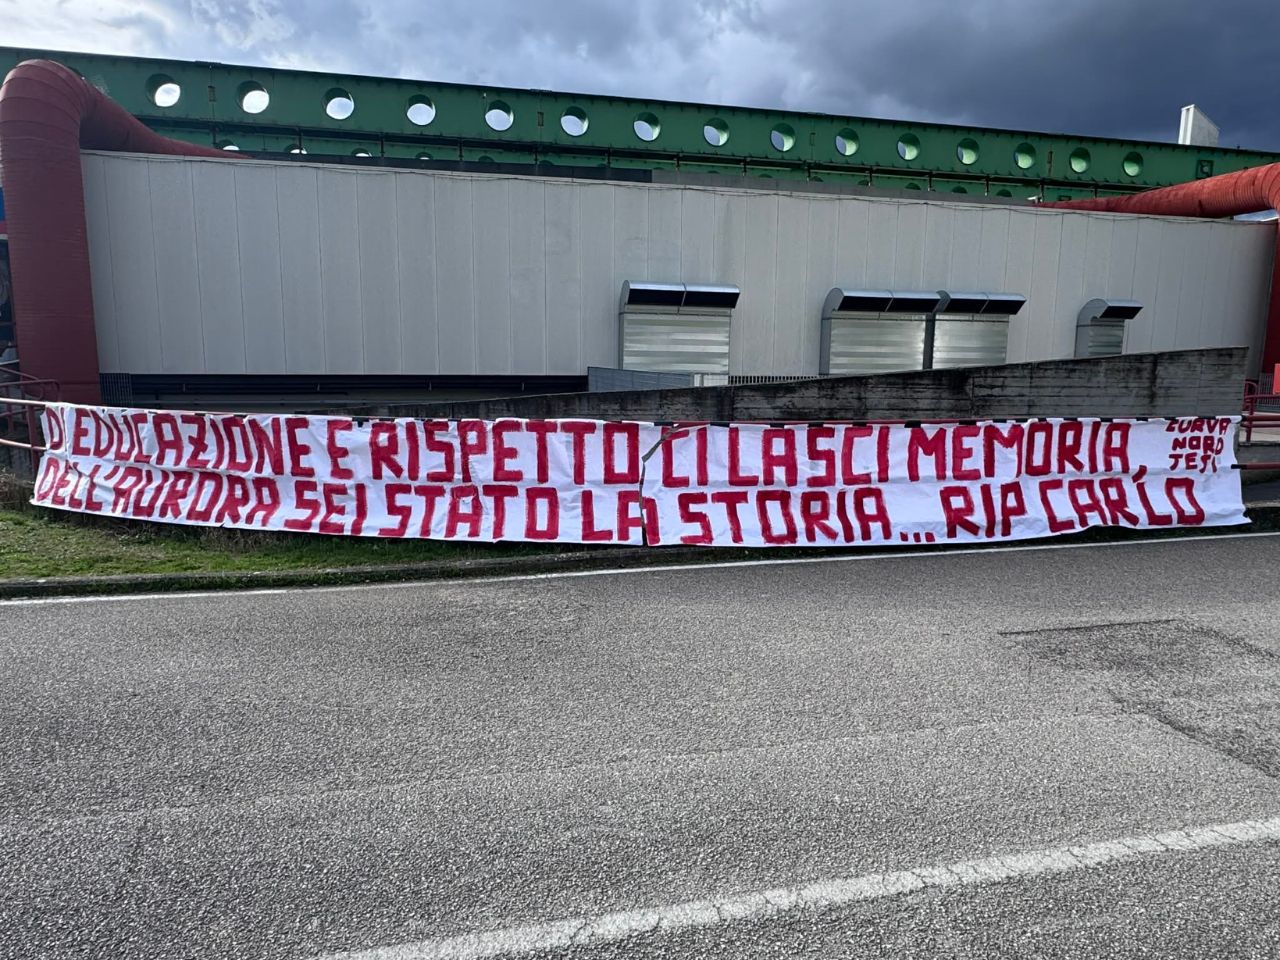 DI EDUCAZIONE E RISPETTO CI LASCI MEMORIA,
DELL'AURORA SEI STATO LA STORIA... RIP CARLO
CURVA
NORD
JESI